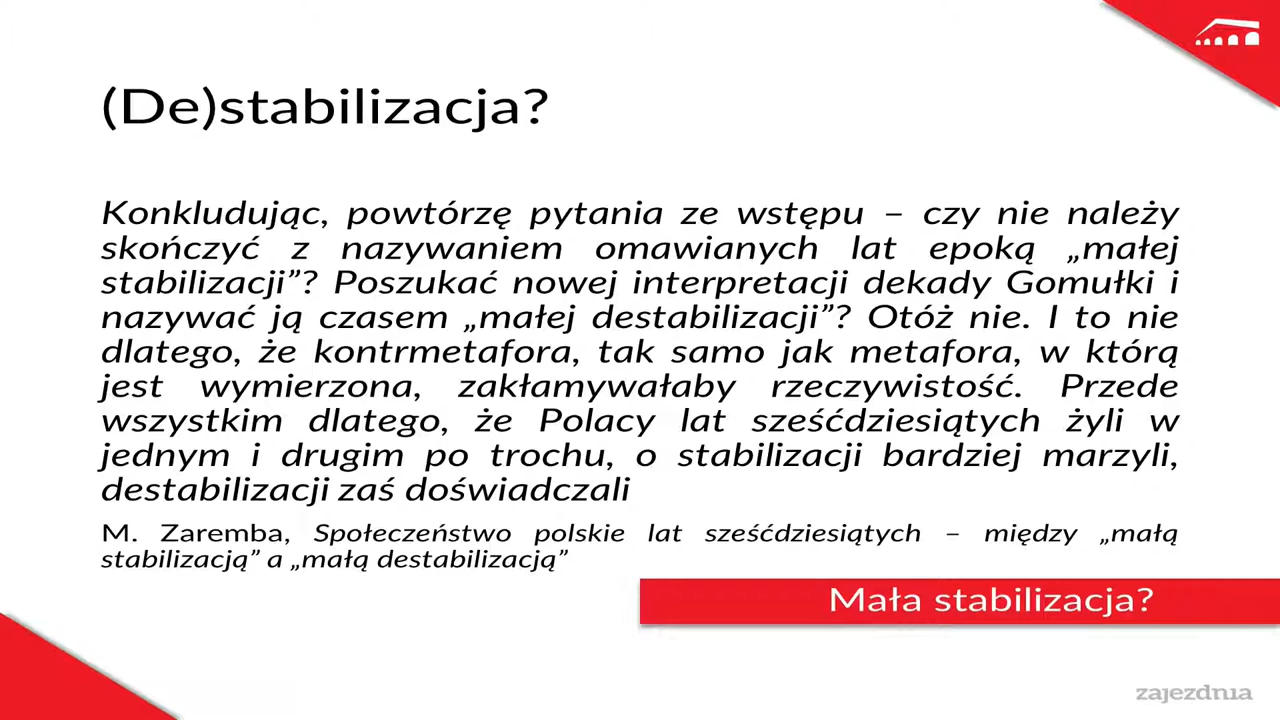 (De)stabilizacja?
Konkludując, powtórzę pytania ze wstępu – czy nie należy
skończyć z nazywaniem omawianych lat epoką „małej
stabilizacji”? Poszukać nowej interpretacji dekady Gomułki i
nazywać ją czasem „małej destabilizacji”? Otóż nie. I to nie
dlatego, że kontrmetafora, tak samo jak metafora, w którą
jest wymierzona, zakłamywałaby rzeczywistość. Przede
wszystkim dlatego, że Polacy lat sześćdziesiątych żyli w
jednym i drugim po trochu, o stabilizacji bardziej marzyli,
destabilizacji zaś doświadczali
M. Zaremba, Społeczeństwo polskie lat sześćdziesiątych – między „małą
stabilizacją” a „małą destabilizacją”
Mała stabilizacja?
zajezdnia